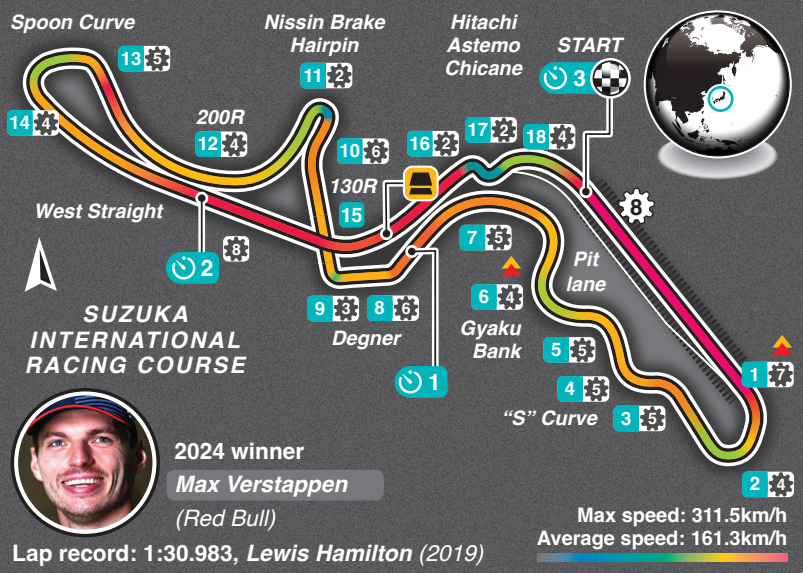 Spoon Curve
Nissin Brake
Hairpin
Hitachi
Astemo
Chicane
START
3
13 5
11 2
14 4
200R
12 4
10 6
16 2
17 2
18 4
130R
15
8
West Straight
8
2
7 5
Pit
lane
6 4
Gyaku
Bank
9 3
8 6
Degner
1
5 5
4 5
"S" Curve
3 5
1 7
2 4
SUZUKA
INTERNATIONAL
RACING COURSE
2024 winner
Max Verstappen
(Red Bull)
Lap record: 1:30.983, Lewis Hamilton (2019)
Max speed: 311.5km/h
Average speed: 161.3km/h